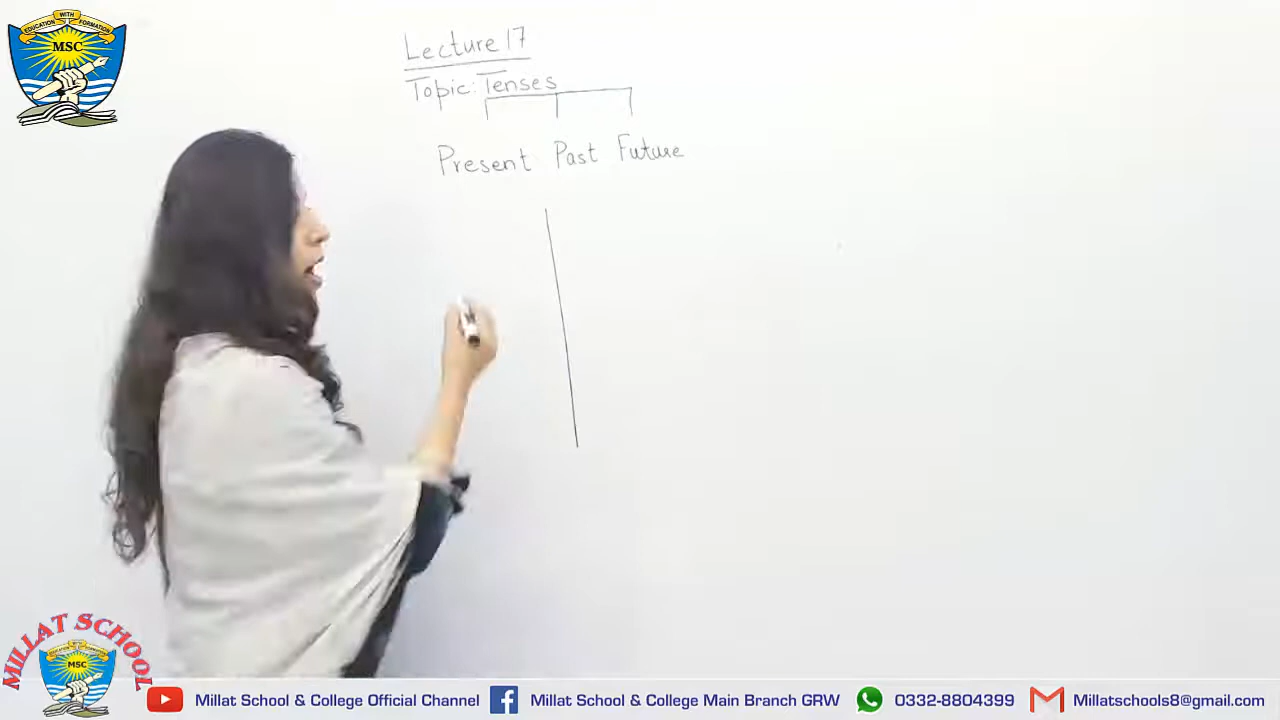 EDUCATION WITH FORMATION
MSC
Lecture 17
Topic: Tenses
Present Past Future
MILLAT SCHOOL
MSC
Millat School & College Official Channel
Millat School & College Main Branch GRW
0332-8804399
Millatschools8@gmail.com